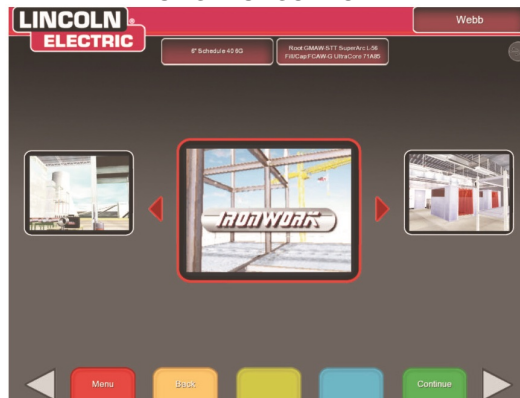 LINCOLN®
ELECTRIC
Webb
6" Schedule 40 6G
Root:GMAW-STT SuperArc L-56
Fill/Cap:FCAW-G UltraCore 71A85
IRONWORK
Menu
Back
Continue